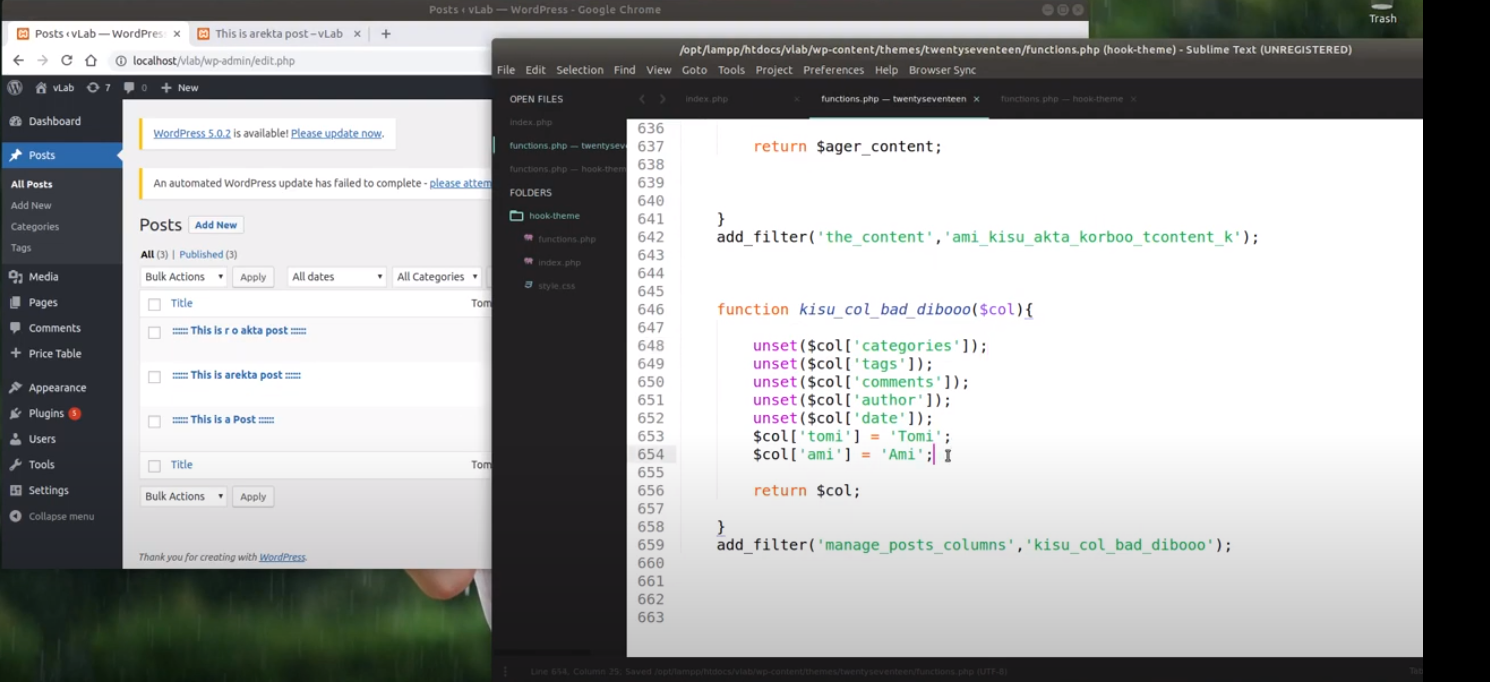 Posts ‹ vLab — WordPress - Google Chrome
Trash
Posts ‹ vLab — WordPres
This is arekta post – vLab
localhost/vlab/wp-admin/edit.php
vLab
7
0
New
Dashboard
Posts
All Posts
Add New
Categories
Tags
Media
Pages
Comments
Price Table
Appearance
Plugins 5
Users
Tools
Settings
Collapse menu
WordPress 5.0.2 is available! Please update now.
An automated WordPress update has failed to complete - please attem
Posts Add New
All (3) | Published (3)
Bulk Actions Apply All dates All Categories
Title Tom
:::::: This is r o akta post ::::::
:::::: This is arekta post ::::::
:::::: This is a Post ::::::
Title Tom
Bulk Actions Apply
Thank you for creating with WordPress.
/opt/lampp/htdocs/vlab/wp-content/themes/twentyseventeen/functions.php (hook-theme) - Sublime Text (UNREGISTERED)
File Edit Selection Find View Goto Tools Project Preferences Help Browser Sync
OPEN FILES
index.php
functions.php — twentysev
functions.php — hook-them
FOLDERS
hook-theme
functions.php
index.php
style.css
index.php
functions.php — twentyseventeen
functions.php — hook-theme
636
637 return $ager_content;
638
639
640
641 }
642 add_filter('the_content','ami_kisu_akta_korboo_tcontent_k');
643
644
645
646 function kisu_col_bad_dibooo($col){
647
648 unset($col['categories']);
649 unset($col['tags']);
650 unset($col['comments']);
651 unset($col['author']);
652 unset($col['date']);
653 $col['tomi'] = 'Tomi';
654 $col['ami'] = 'Ami';
655
656 return $col;
657
658 }
659 add_filter('manage_posts_columns','kisu_col_bad_dibooo');
660
661
662
663
Line 654, Column 25; Saved /opt/lampp/htdocs/vlab/wp-content/themes/twentyseventeen/functions.php (UTF-8)